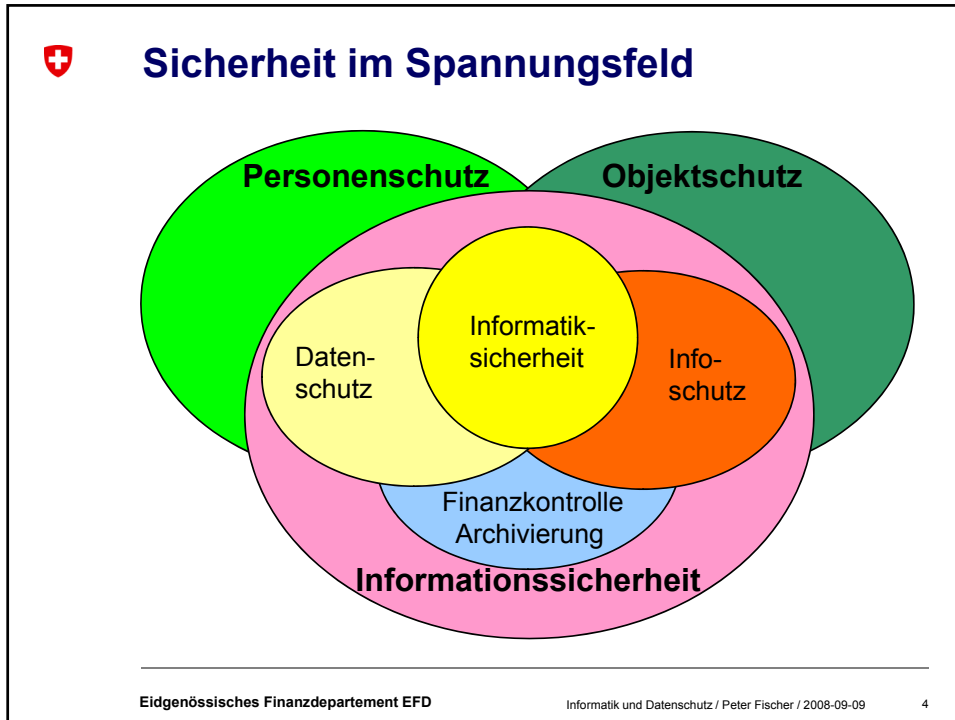 Sicherheit im Spannungsfeld
Personenschutz
Objektschutz
Informatik-
sicherheit
Daten-
schutz
Info-
schutz
Finanzkontrolle
Archivierung
Informationssicherheit
Eidgenössisches Finanzdepartement EFD
Informatik und Datenschutz / Peter Fischer / 2008-09-09
4